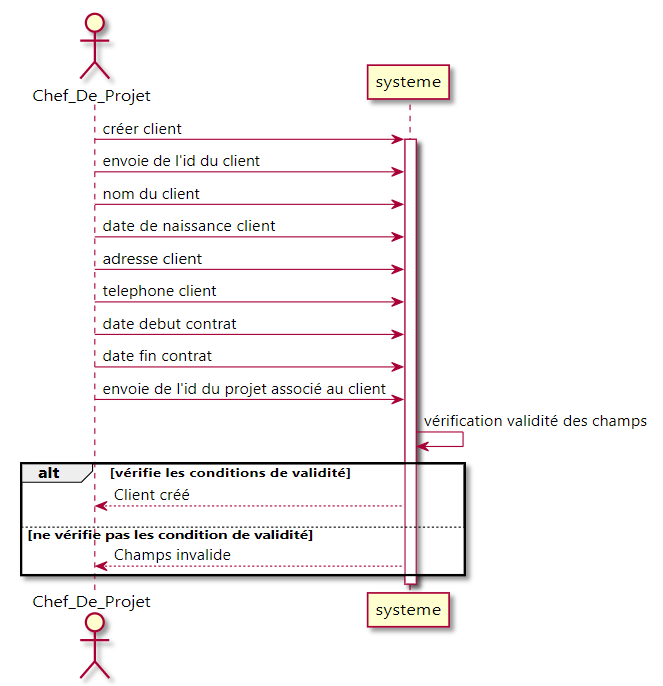 Chef_De_Projet
systeme
créer client
envoie de l'id du client
nom du client
date de naissance client
adresse client
telephone client
date debut contrat
date fin contrat
envoie de l'id du projet associé au client
vérification validité des champs
alt [vérifie les conditions de validité]
Client créé
[ne vérifie pas les condition de validité]
Champs invalide
Chef_De_Projet
systeme